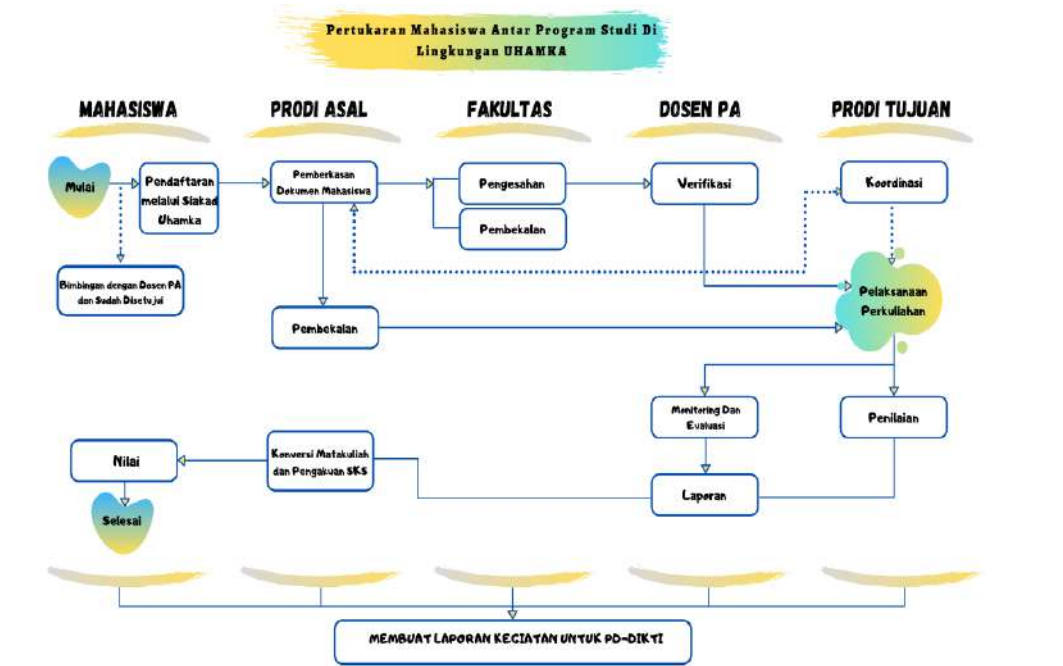 Pertukaran Mahasiswa Antar Program Studi Di
Lingkungan UHAMKA
MAHASISWA
PRODI ASAL
FAKULTAS
DOSEN PA
PRODI TUJUAN
Mulai
Pendaftaran
melalui Siakad
Uhamka
Pemberkasan
Dokumen Mahasiswa
Pengesahan
Pembekalan
Verifikasi
Koordinasi
Bimbingan dengan Dosen PA
dan Sudah Disetujui
Pembekalan
Pelaksanaan
Perkuliahan
Monitoring Dan
Evaluasi
Penilaian
Nilai
Konversi Matakuliah
dan Pengakuan SKS
Laporan
Selesai
MEMBUAT LAPORAN KEGIATAN UNTUK PD-DIKTI